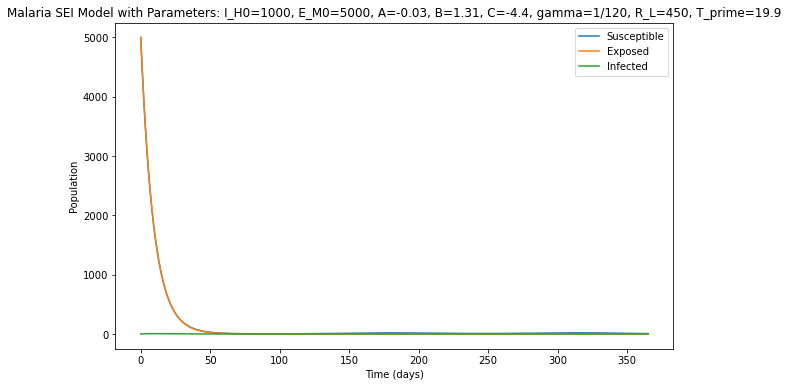 Malaria SEI Model with Parameters: I_H0=1000, E_M0=5000, A=-0.03, B=1.31, C=-4.4, gamma=1/120, R_L=450, T_prime=19.9
Susceptible
Exposed
Infected
5000
4000
3000
2000
1000
0
Population
0 50 100 150 200 250 300 350
Time (days)